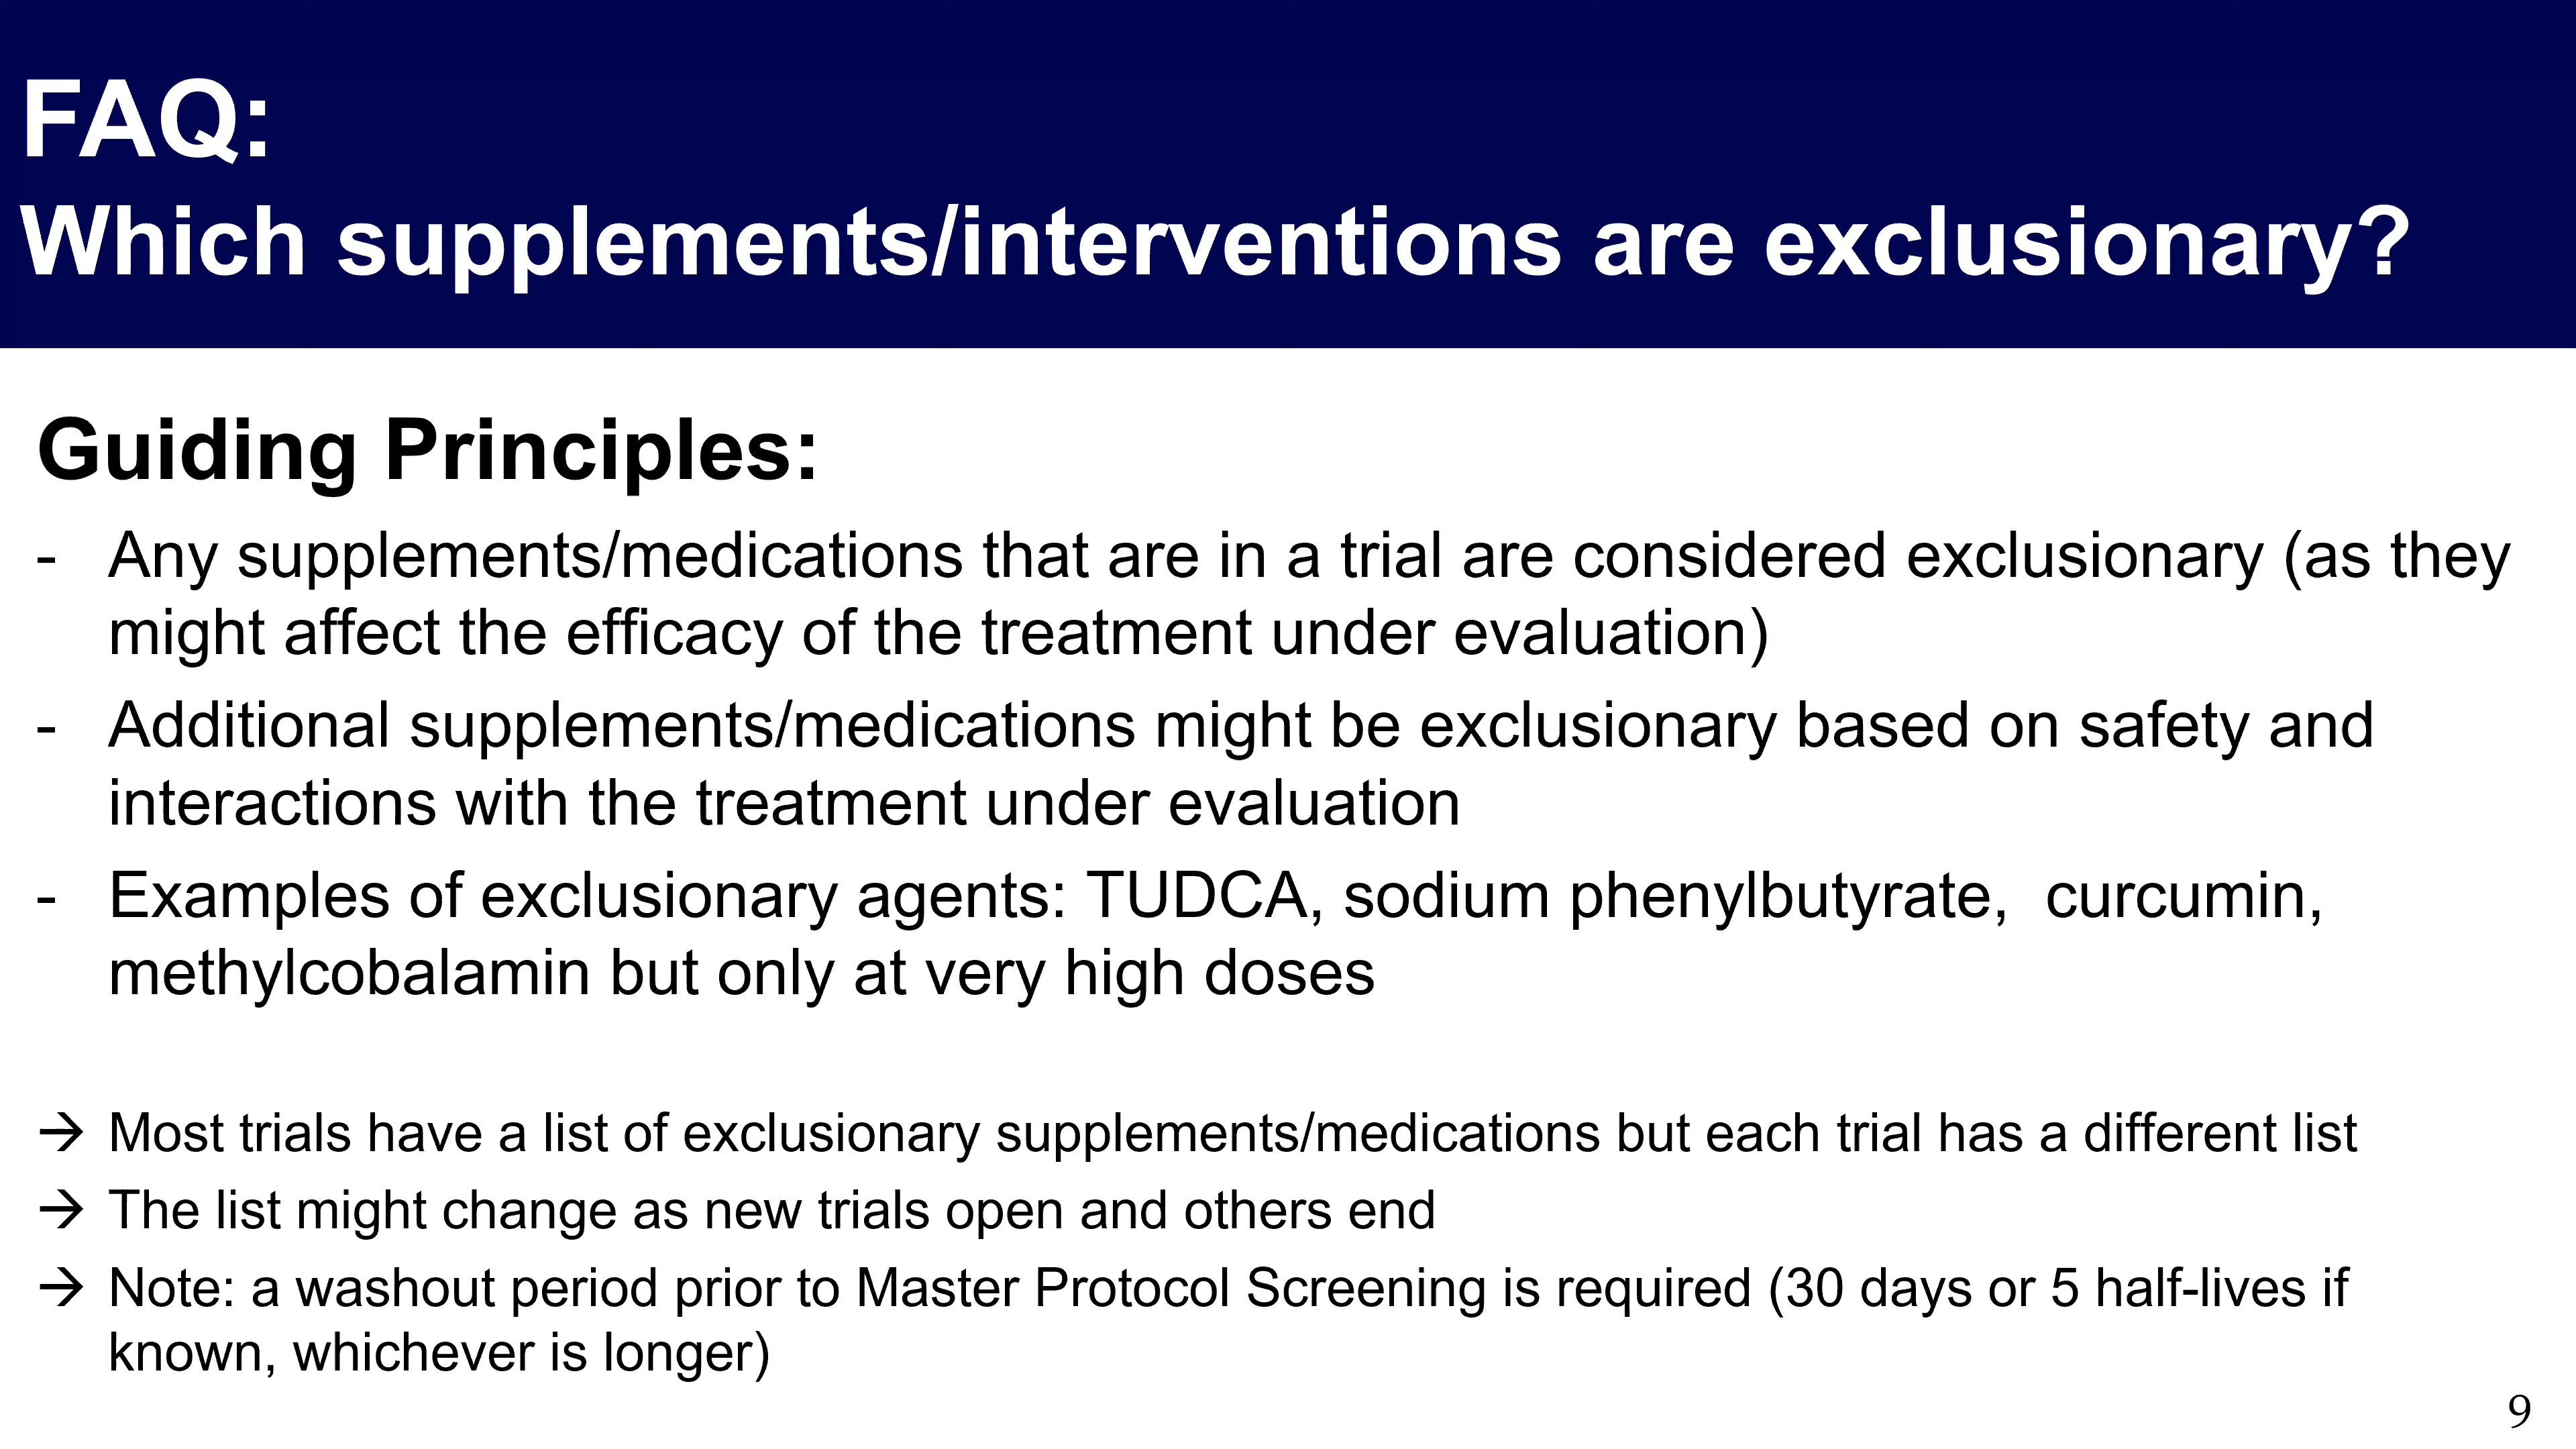 FAQ:
Which supplements/interventions are exclusionary?
Guiding Principles:
- Any supplements/medications that are in a trial are considered exclusionary (as they
might affect the efficacy of the treatment under evaluation)
- Additional supplements/medications might be exclusionary based on safety and
interactions with the treatment under evaluation
- Examples of exclusionary agents: TUDCA, sodium phenylbutyrate,  curcumin,
methylcobalamin but only at very high doses
→ Most trials have a list of exclusionary supplements/medications but each trial has a different list
→ The list might change as new trials open and others end
→ Note: a washout period prior to Master Protocol Screening is required (30 days or 5 half-lives if
known, whichever is longer)
9